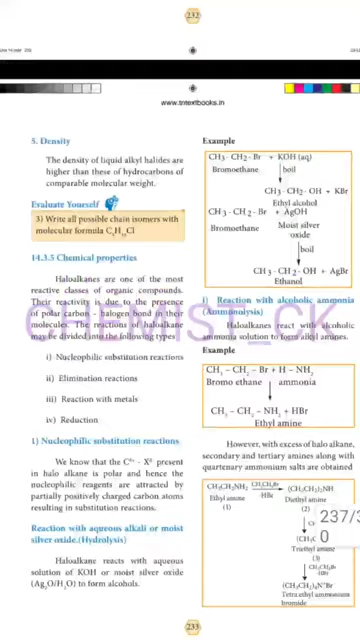 232
www.tntextbooks.in
5. Density
The density of liquid alkyl halides are
higher than these of hydrocarbons of
comparable molecular weight.
Evaluate Yourself
3) Write all possible chain isomers with
molecular formula C₅H₁₁Cl
14.3.5 Chemical properties
Haloalkanes are one of the most
reactive classes of organic compounds.
Their reactivity is due to the presence
of polar carbon - halogen bond in their
molecules. The reactions of haloalkane
may be divided into the following types
i) Nucleophilic substitution reactions
ii) Elimination reactions
iii) Reaction with metals
iv) Reduction
1) Nucleophilic substitution reactions
We know that the Cᵟ⁺ - Xᵟ⁻ present
in halo alkane is polar and hence the
nucleophilic reagents are attracted by
partially positively charged carbon atoms
resulting in substitution reactions.
Reaction with aqueous alkali or moist
silver oxide.(Hydrolysis)
Haloalkane reacts with aqueous
solution of KOH or moist silver oxide
(Ag₂O/H₂O) to form alcohols.
Example
CH3 · CH₂ - Br + KOH (aq)
Bromoethane boil
CH3 · CH₂ - OH + KBr
Ethyl alcohol
CH3 - CH₂ - Br + AgOH
Bromoethane Moist silver
oxide
boil
CH3 - CH₂ - OH + AgBr
Ethanol
i) Reaction with alcoholic ammonia
(Ammonolysis)
Haloalkanes react with alcoholic
ammonia solution to form alkyl amines.
Example
CH₃ − CH₂ − Br + H − NH₂
Bromo ethane ammonia
CH₃ − CH₂ − NH₂ + HBr
Ethyl amine
However, with excess of halo alkane,
secondary and tertiary amines along with
quartenary ammonium salts are obtained
CH₃CH₂NH₂ CH₃CH₂Br -HBr (CH₃CH₂)₂NH
Ethyl amine Diethyl amine
(1) (2)
Triethyl amine
(3)
CH₃CH₂Br
(CH₃CH₂)₄N⁺Br⁻
Tetra ethyl ammonium
bromide
237/3
0
CHEMIST_CK
233